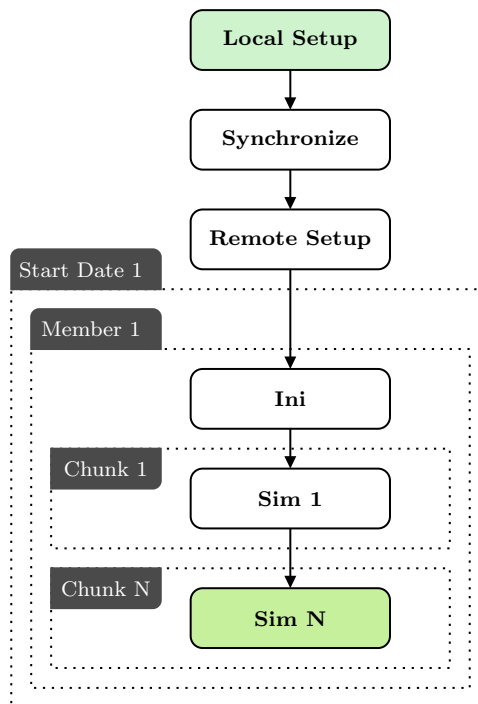 Local Setup
Synchronize
Remote Setup
Start Date 1
Member 1
Ini
Chunk 1
Sim 1
Chunk N
Sim N